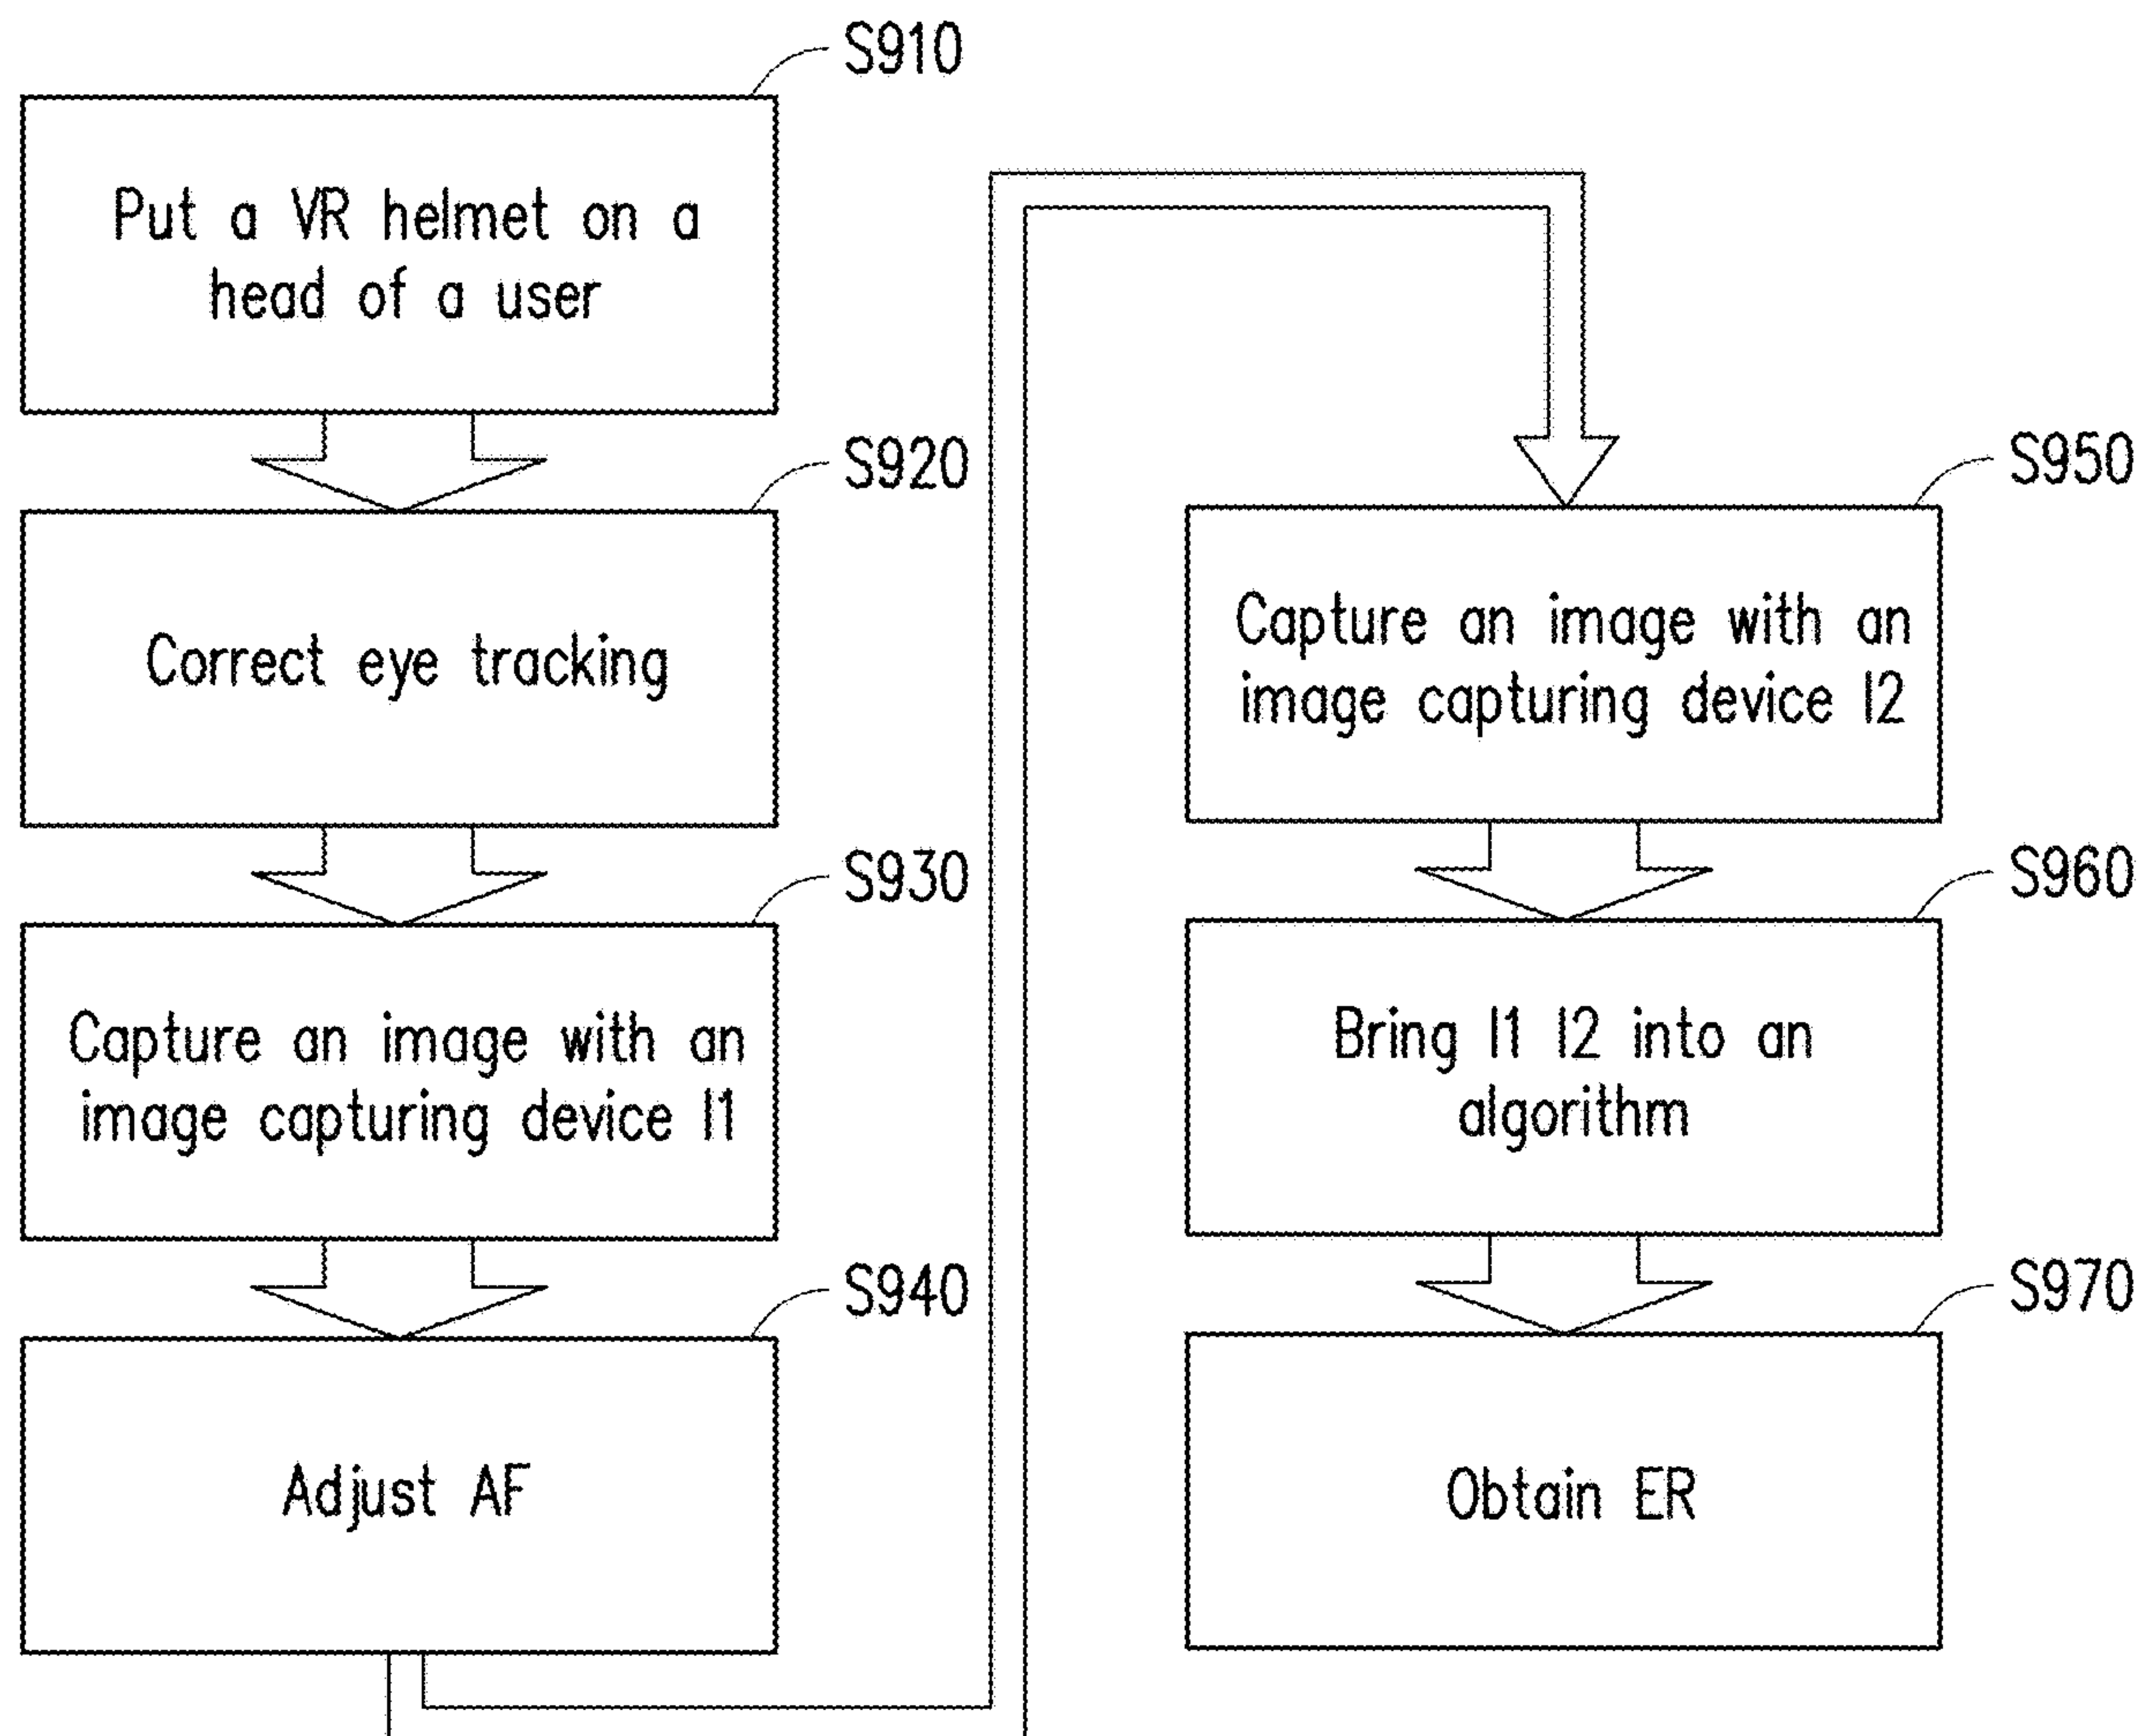 S910
Put a VR helmet on a
head of a user
S920
Correct eye tracking
S930
Capture an image with an
image capturing device I1
S940
Adjust AF
S950
Capture an image with an
image capturing device I2
S960
Bring I1 I2 into an
algorithm
S970
Obtain ER